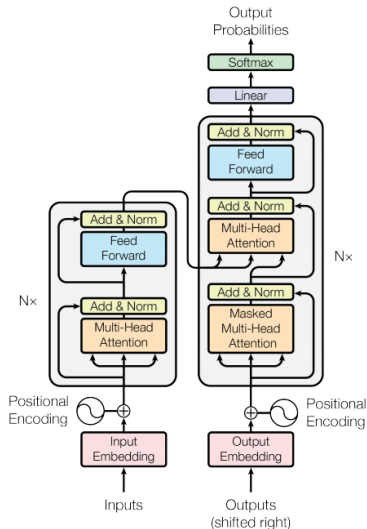 Output
Probabilities
Softmax
Linear
Add & Norm
Feed
Forward
Add & Norm
Multi-Head
Attention
Nx
Add & Norm
Masked
Multi-Head
Attention
Positional
Encoding
Output
Embedding
Outputs
(shifted right)
Add & Norm
Feed
Forward
Nx
Add & Norm
Multi-Head
Attention
Positional
Encoding
Input
Embedding
Inputs